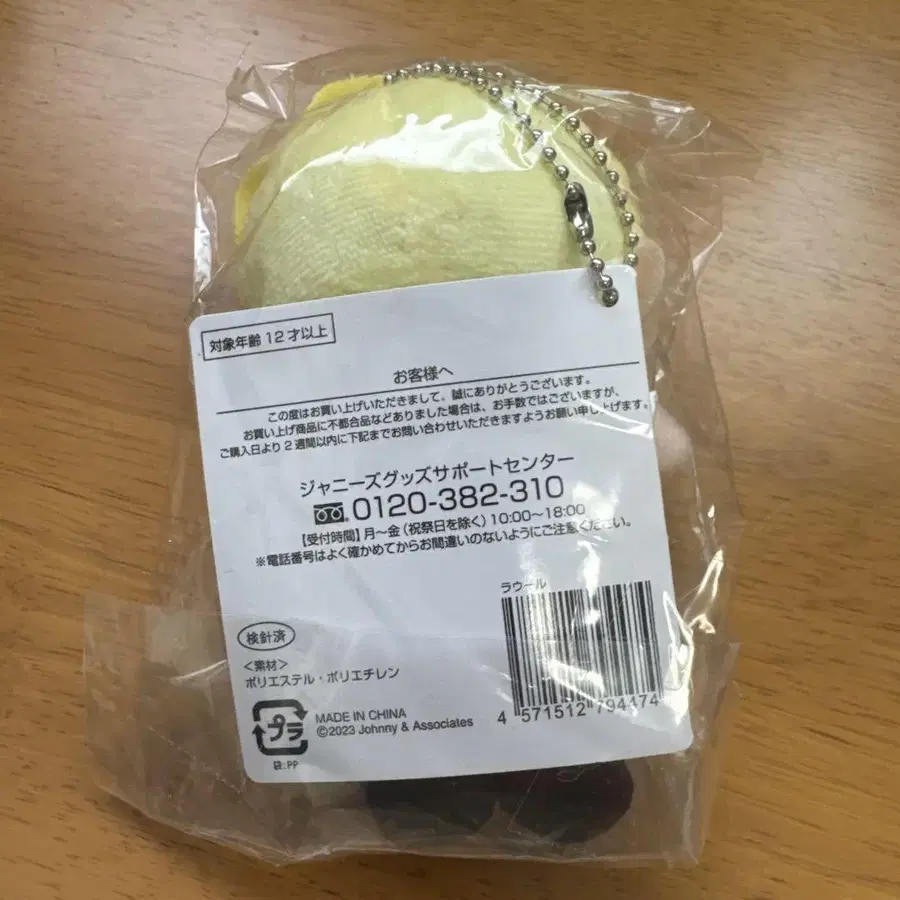 対象年齢12才以上
お客様へ
この度はお買い上げいただきまして。誠にありがとうございます。
お買い上げ商品に不都合品などありました場合は、お手数ではございますが、
ご購入日より2週間以内に下記までお問い合わせいただきますようお願い申し上げます。
ジャニーズグッズサポートセンター
0120-382-310
【受付時間】月〜金（祝祭日を除く）10:00〜18:00
※電話番号はよく確かめてからお間違いのないようにご注意ください。
ラウール
4 571512 794474
検針済
＜素材＞
ポリエステル・ポリエチレン
プラ
袋:PP
MADE IN CHINA
©2023 Johnny & Associates